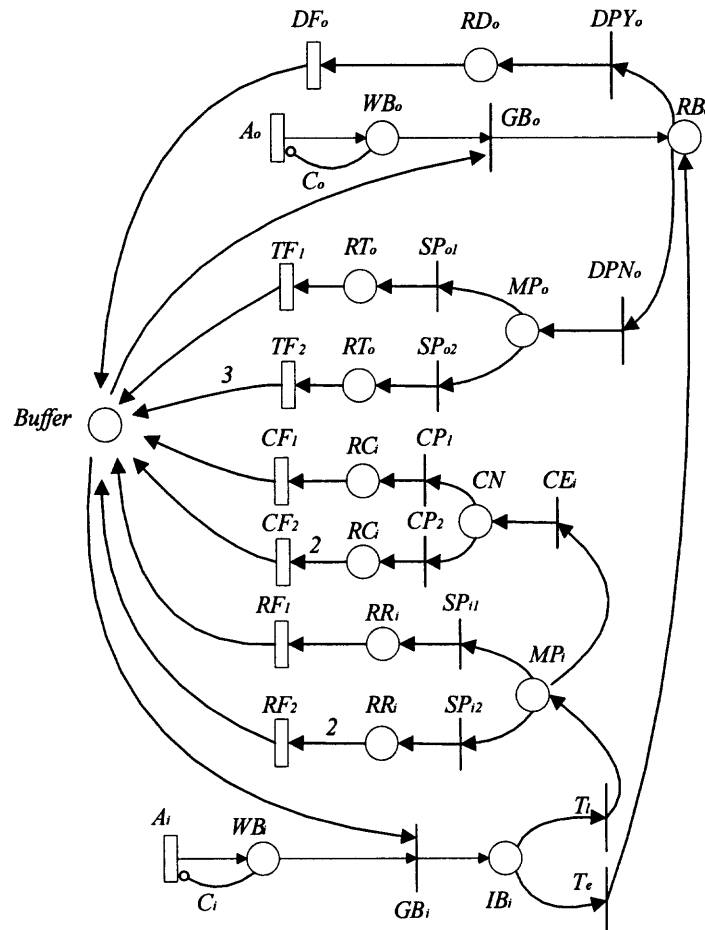 DFₒ RDₒ DPYₒ
Aₒ WBₒ GBₒ RBₒ
Cₒ
TF₁ RTₒ SPₒ₁ MPₒ DPNₒ
3 TF₂ RTₒ SPₒ₂
Buffer
CF₁ RCᵢ CP₁ CN CEᵢ
CF₂ 2 RCᵢ CP₂
RF₁ RRᵢ SPᵢ₁ MPᵢ
RF₂ 2 RRᵢ SPᵢ₂
Aᵢ WBᵢ Tₗ
Cᵢ GBᵢ IBᵢ Tₑ